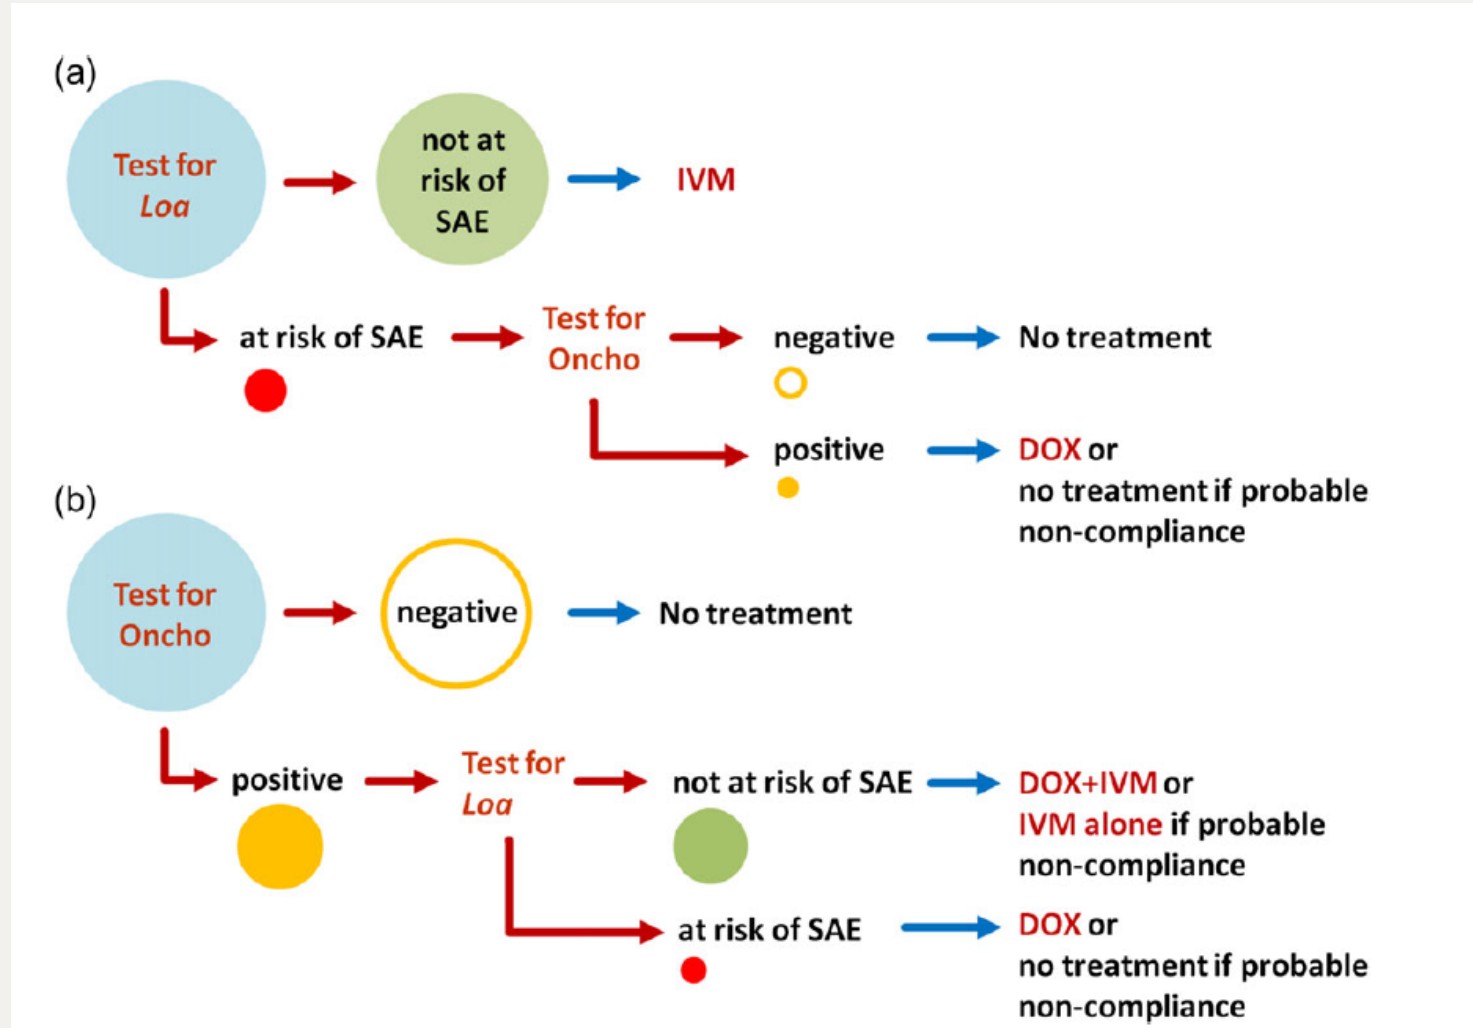 (a)
Test for
Loa
not at
risk of
SAE
IVM
at risk of SAE
Test for
Oncho
negative
No treatment
positive
DOX or
no treatment if probable
non-compliance
(b)
Test for
Oncho
negative
No treatment
positive
Test for
Loa
not at risk of SAE
DOX+IVM or
IVM alone if probable
non-compliance
at risk of SAE
DOX or
no treatment if probable
non-compliance